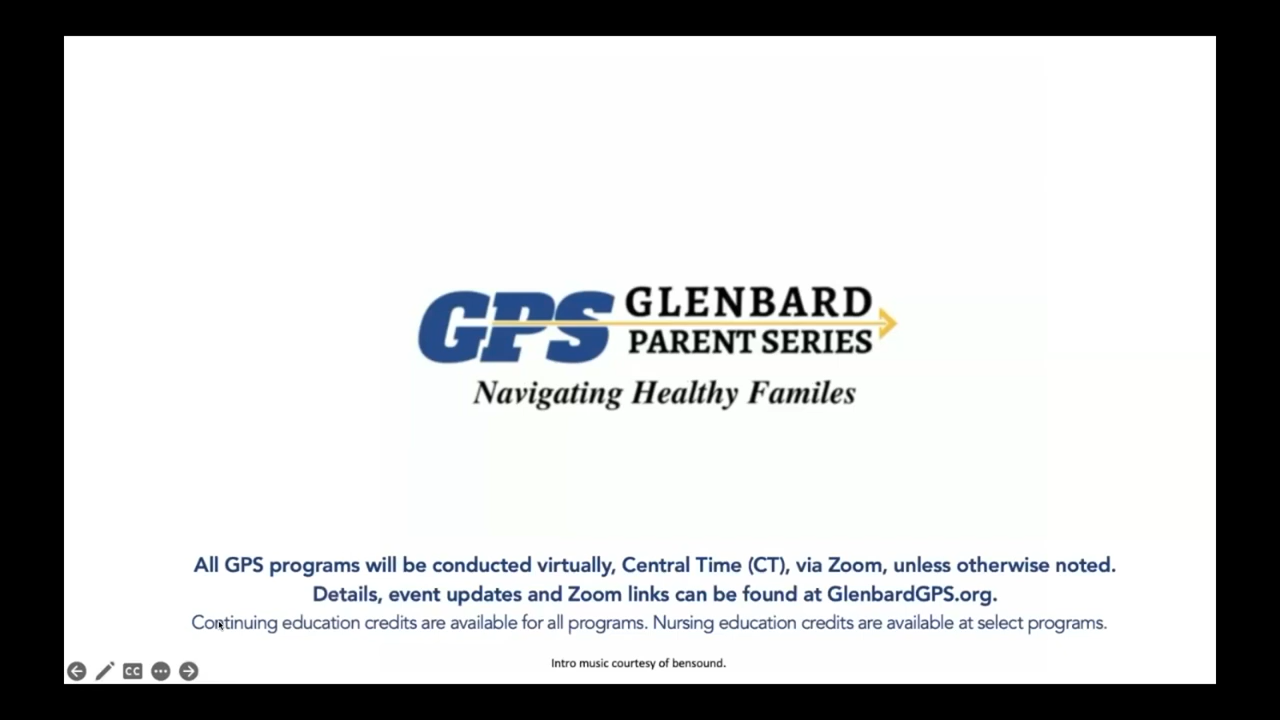 GPS GLENBARD
PARENT SERIES
Navigating Healthy Familes
All GPS programs will be conducted virtually, Central Time (CT), via Zoom, unless otherwise noted.
Details, event updates and Zoom links can be found at GlenbardGPS.org.
Continuing education credits are available for all programs. Nursing education credits are available at select programs.
Intro music courtesy of bensound.
CC